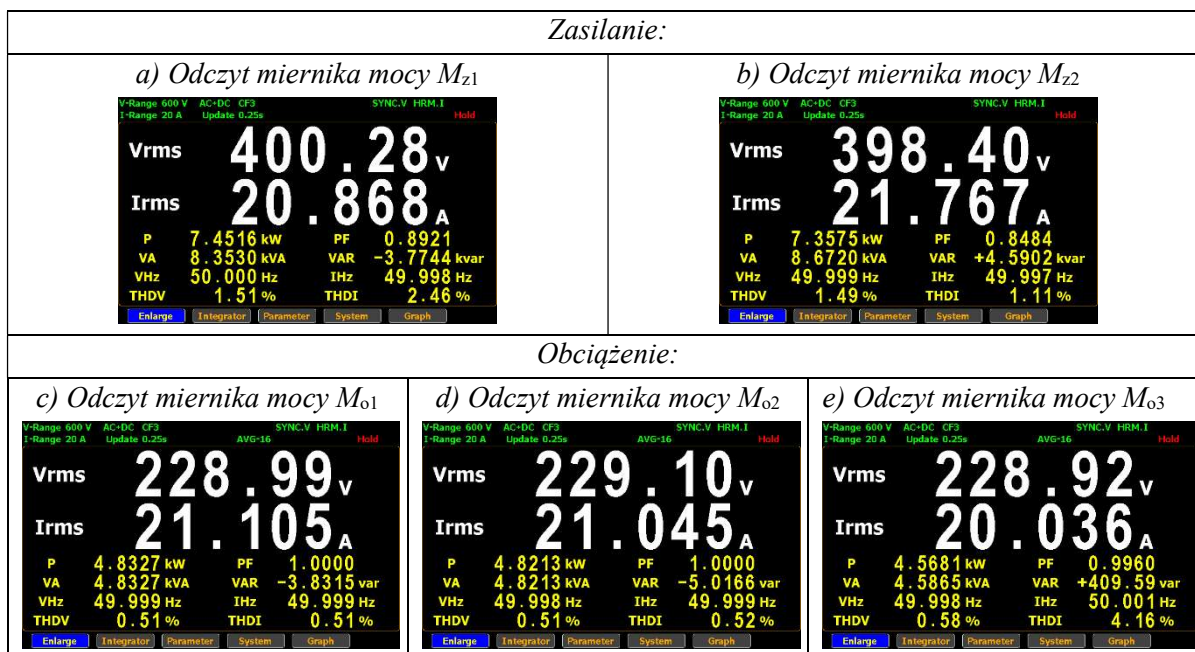 Zasilanie:
a) Odczyt miernika mocy Mz1
V-Range 600 V AC+DC CF3 SYNC.V HRM.I
I-Range 20 A Update 0.25s Hold
Vrms 400.28 V
Irms 20.868 A
P 7.4516 kW PF 0.8921
VA 8.3530 kVA VAR -3.7744 kvar
VHz 50.000 Hz IHz 49.998 Hz
THDV 1.51 % THDI 2.46 %
Enlarge Integrator Parameter System Graph
b) Odczyt miernika mocy Mz2
V-Range 600 V AC+DC CF3 SYNC.V HRM.I
I-Range 20 A Update 0.25s Hold
Vrms 398.40 V
Irms 21.767 A
P 7.3575 kW PF 0.8484
VA 8.6720 kVA VAR +4.5902 kvar
VHz 49.999 Hz IHz 49.997 Hz
THDV 1.49 % THDI 1.11 %
Enlarge Integrator Parameter System Graph
Obciążenie:
c) Odczyt miernika mocy Mo1
V-Range 600 V AC+DC CF3 SYNC.V HRM.I
I-Range 20 A Update 0.25s AVG-16 Hold
Vrms 228.99 V
Irms 21.105 A
P 4.8327 kW PF 1.0000
VA 4.8327 kVA VAR -3.8315 var
VHz 49.999 Hz IHz 49.999 Hz
THDV 0.51 % THDI 0.51 %
Enlarge Integrator Parameter System Graph
d) Odczyt miernika mocy Mo2
V-Range 600 V AC+DC CF3 SYNC.V HRM.I
I-Range 20 A Update 0.25s AVG-16 Hold
Vrms 229.10 V
Irms 21.045 A
P 4.8213 kW PF 1.0000
VA 4.8213 kVA VAR -5.0166 var
VHz 49.998 Hz IHz 49.999 Hz
THDV 0.51 % THDI 0.52 %
Enlarge Integrator Parameter System Graph
e) Odczyt miernika mocy Mo3
V-Range 600 V AC+DC CF3 SYNC.V HRM.I
I-Range 20 A Update 0.25s AVG-16 Hold
Vrms 228.92 V
Irms 20.036 A
P 4.5681 kW PF 0.9960
VA 4.5865 kVA VAR +409.59 var
VHz 49.998 Hz IHz 50.001 Hz
THDV 0.58 % THDI 4.16 %
Enlarge Integrator Parameter System Graph